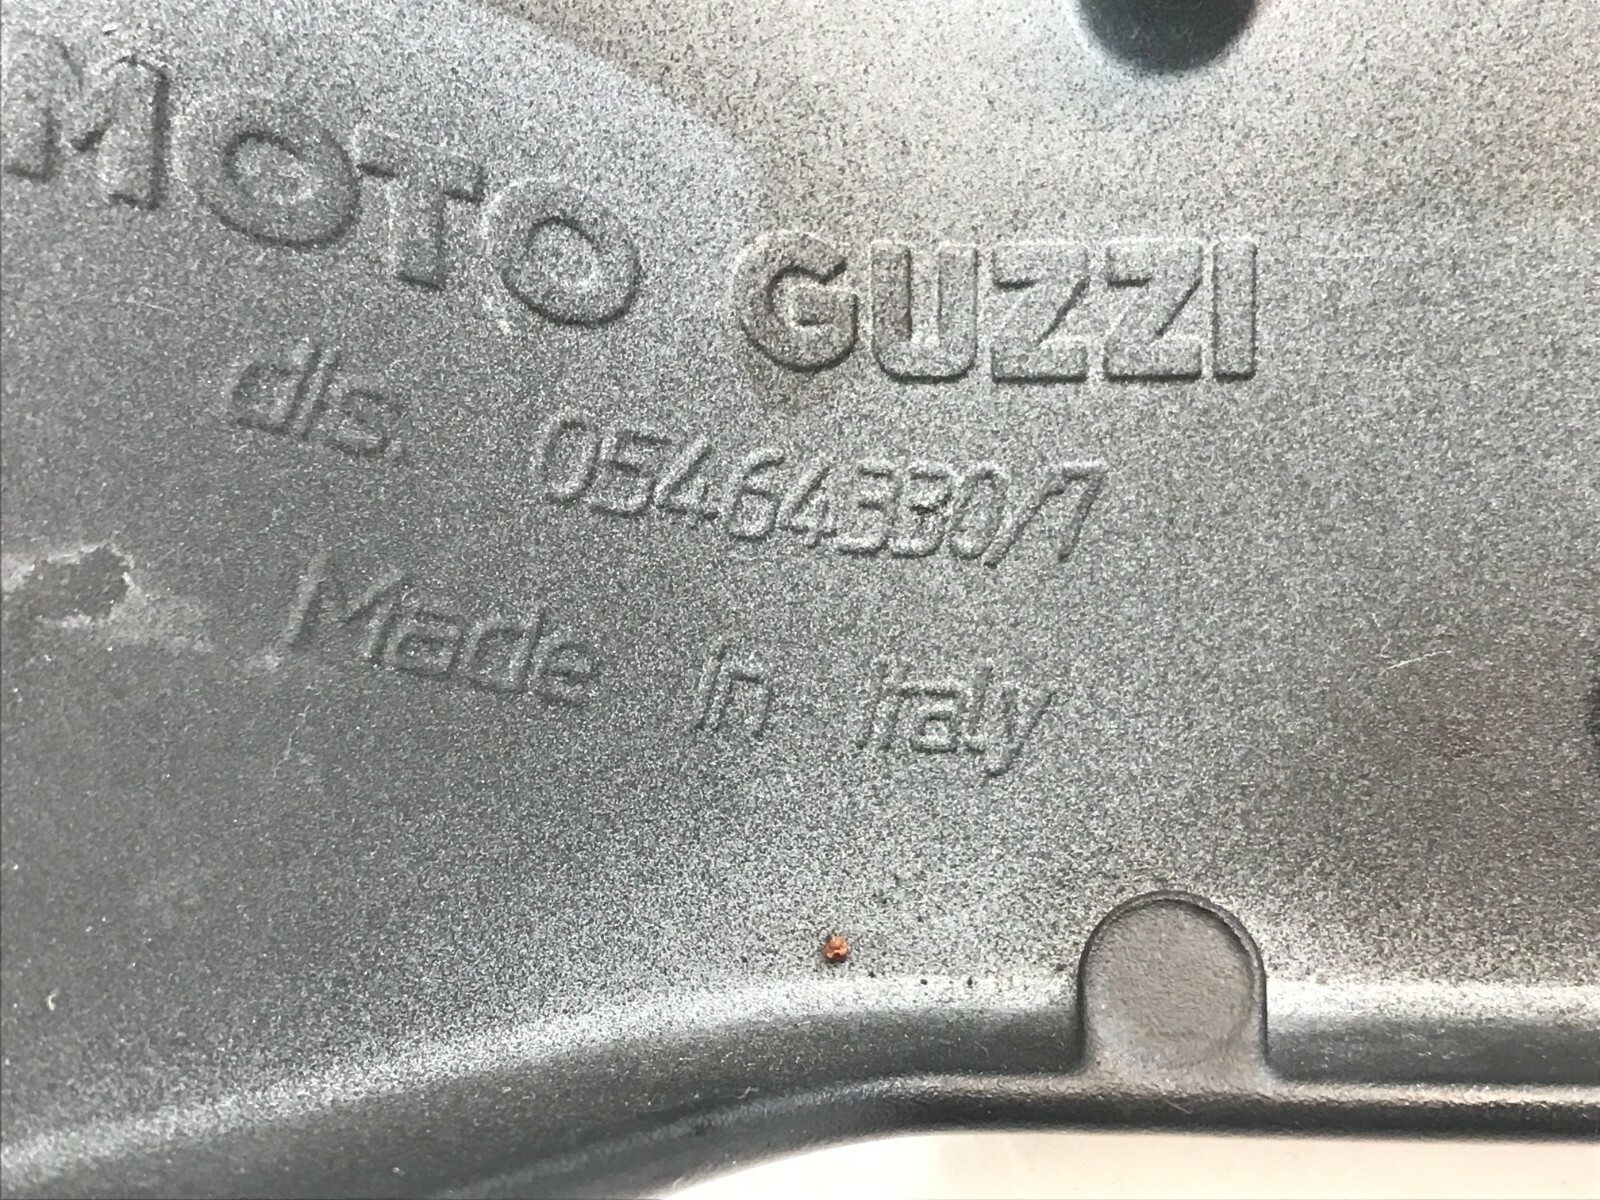 MOTO GUZZI
dis. 05464330/7
Made in italy